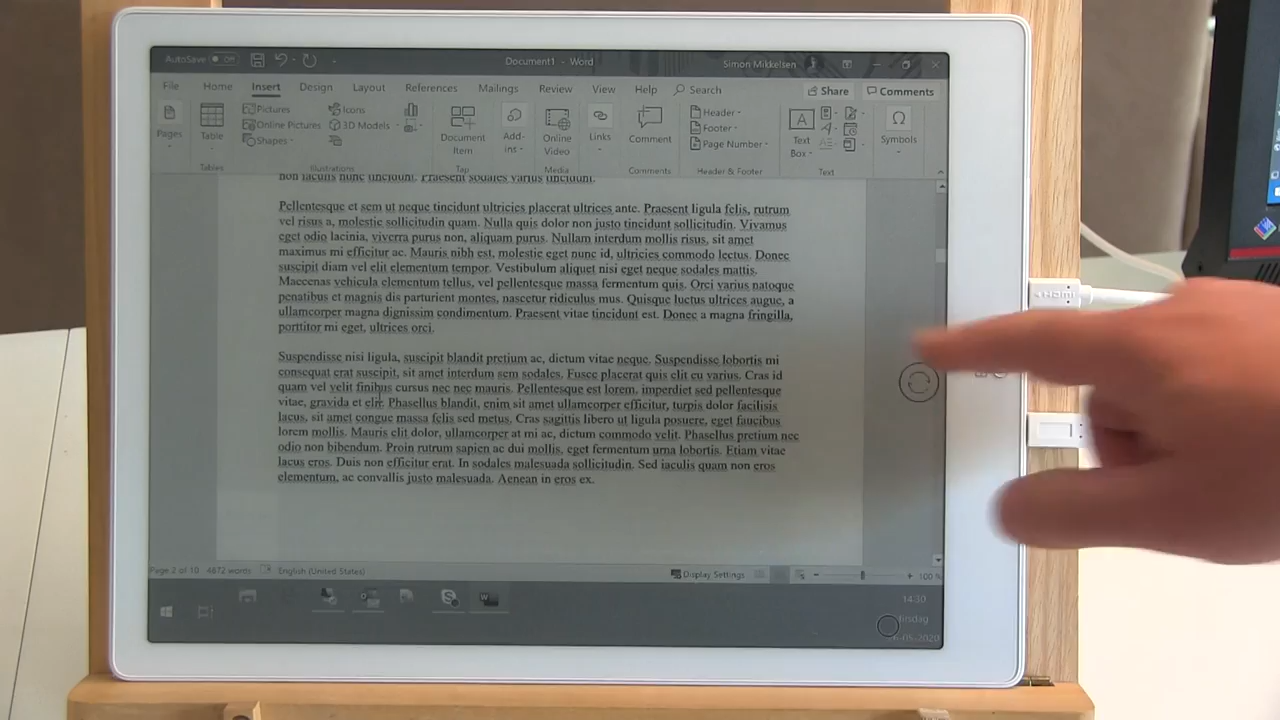 AutoSave Off Document1 - Word Simon Mikkelsen
File Home Insert Design Layout References Mailings Review View Help Search Share Comments
Pages
Table
Tables
Pictures
Online Pictures
Shapes
Icons
3D Models
Illustrations
Document
Item
Tap
Add-
ins
Online
Video
Media
Links
Comment
Comments
Header
Footer
Page Number
Header & Footer
Text
Box
Text
Symbols
non iaculis nunc tincidunt. Praesent sodales varius tincidunt.
Pellentesque et sem ut neque tincidunt ultricies placerat ultrices ante. Praesent ligula felis, rutrum
vel risus a, molestie sollicitudin quam. Nulla quis dolor non justo tincidunt sollicitudin. Vivamus
eget odio lacinia, viverra purus non, aliquam purus. Nullam interdum mollis risus, sit amet
maximus mi efficitur ac. Mauris nibh est, molestie eget nunc id, ultricies commodo lectus. Donec
suscipit diam vel elit elementum tempor. Vestibulum aliquet nisi eget neque sodales mattis.
Maecenas vehicula elementum tellus, vel pellentesque massa fermentum quis. Orci varius natoque
penatibus et magnis dis parturient montes, nascetur ridiculus mus. Quisque luctus ultrices augue, a
ullamcorper magna dignissim condimentum. Praesent vitae tincidunt est. Donec a magna fringilla,
porttitor mi eget, ultrices orci.
Suspendisse nisi ligula, suscipit blandit pretium ac, dictum vitae neque. Suspendisse lobortis mi
consequat erat suscipit, sit amet interdum sem sodales. Fusce placerat quis elit eu varius. Cras id
quam vel velit finibus cursus nec nec mauris. Pellentesque est lorem, imperdiet sed pellentesque
vitae, gravida et elit. Phasellus blandit, enim sit amet ullamcorper efficitur, turpis dolor facilisis
lacus, sit amet congue massa felis sed metus. Cras sagittis libero ut ligula posuere, eget faucibus
lorem mollis. Mauris elit dolor, ullamcorper at mi ac, dictum commodo velit. Phasellus pretium nec
odio non bibendum. Proin rutrum sapien ac dui mollis, eget fermentum urna lobortis. Etiam vitae
lacus eros. Duis non efficitur erat. In sodales malesuada sollicitudin. Sed iaculis quam non eros
elementum, ac convallis justo malesuada. Aenean in eros ex.
Page 2 of 10 4872 words English (United States) Display Settings 100 %
14:30
tirsdag
-05-2020
HDMI